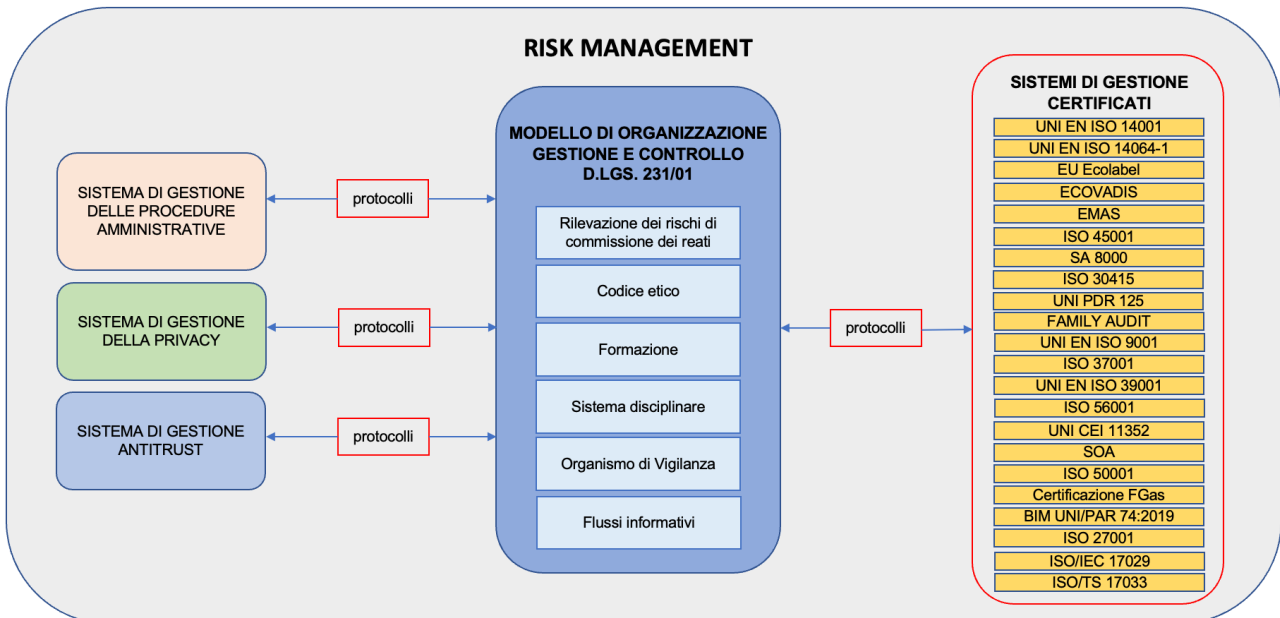 RISK MANAGEMENT
SISTEMA DI GESTIONE
DELLE PROCEDURE
AMMINISTRATIVE
protocolli
SISTEMA DI GESTIONE
DELLA PRIVACY
protocolli
SISTEMA DI GESTIONE
ANTITRUST
protocolli
MODELLO DI ORGANIZZAZIONE
GESTIONE E CONTROLLO
D.LGS. 231/01
Rilevazione dei rischi di
commissione dei reati
Codice etico
Formazione
Sistema disciplinare
Organismo di Vigilanza
Flussi informativi
protocolli
SISTEMI DI GESTIONE
CERTIFICATI
UNI EN ISO 14001
UNI EN ISO 14064-1
EU Ecolabel
ECOVADIS
EMAS
ISO 45001
SA 8000
ISO 30415
UNI PDR 125
FAMILY AUDIT
UNI EN ISO 9001
ISO 37001
UNI EN ISO 39001
ISO 56001
UNI CEI 11352
SOA
ISO 50001
Certificazione FGas
BIM UNI/PAR 74:2019
ISO 27001
ISO/IEC 17029
ISO/TS 17033